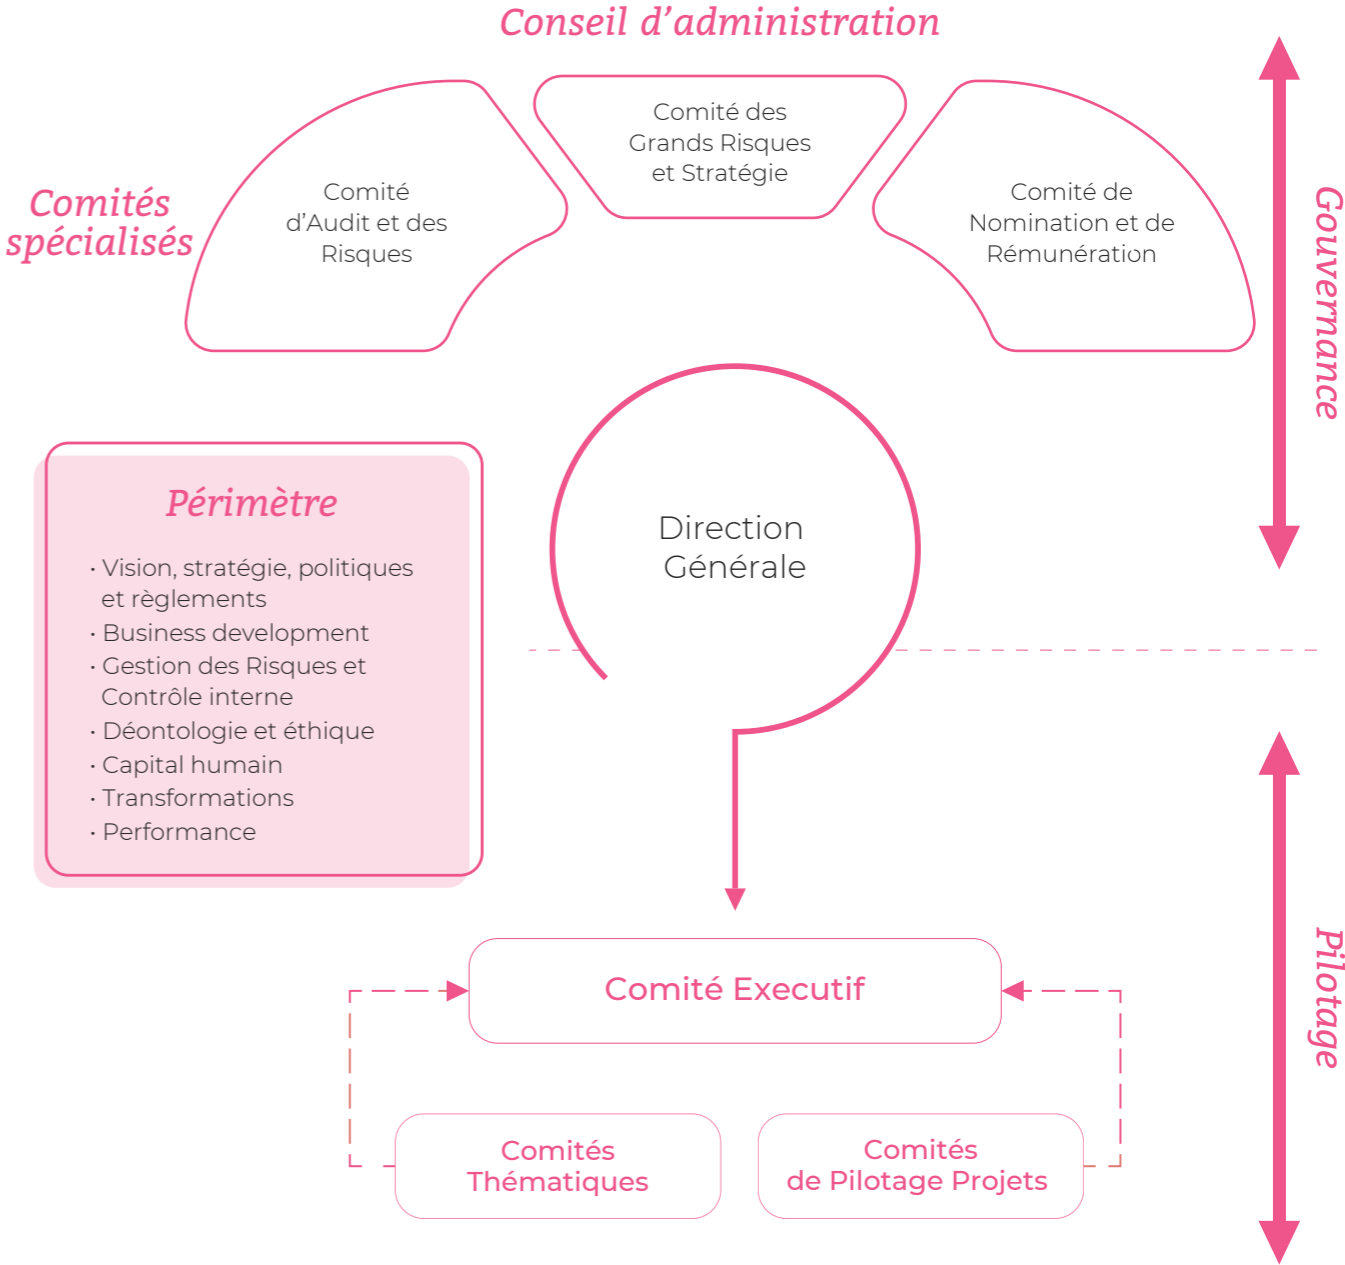 Conseil d’administration
Comités
spécialisés
Comité
d’Audit et des
Risques
Comité des
Grands Risques
et Stratégie
Comité de
Nomination et de
Rémunération
Gouvernance
Direction
Générale
Périmètre
· Vision, stratégie, politiques
et règlements
· Business development
· Gestion des Risques et
Contrôle interne
· Déontologie et éthique
· Capital humain
· Transformations
· Performance
Comité Executif
Comités
Thématiques
Comités
de Pilotage Projets
Pilotage